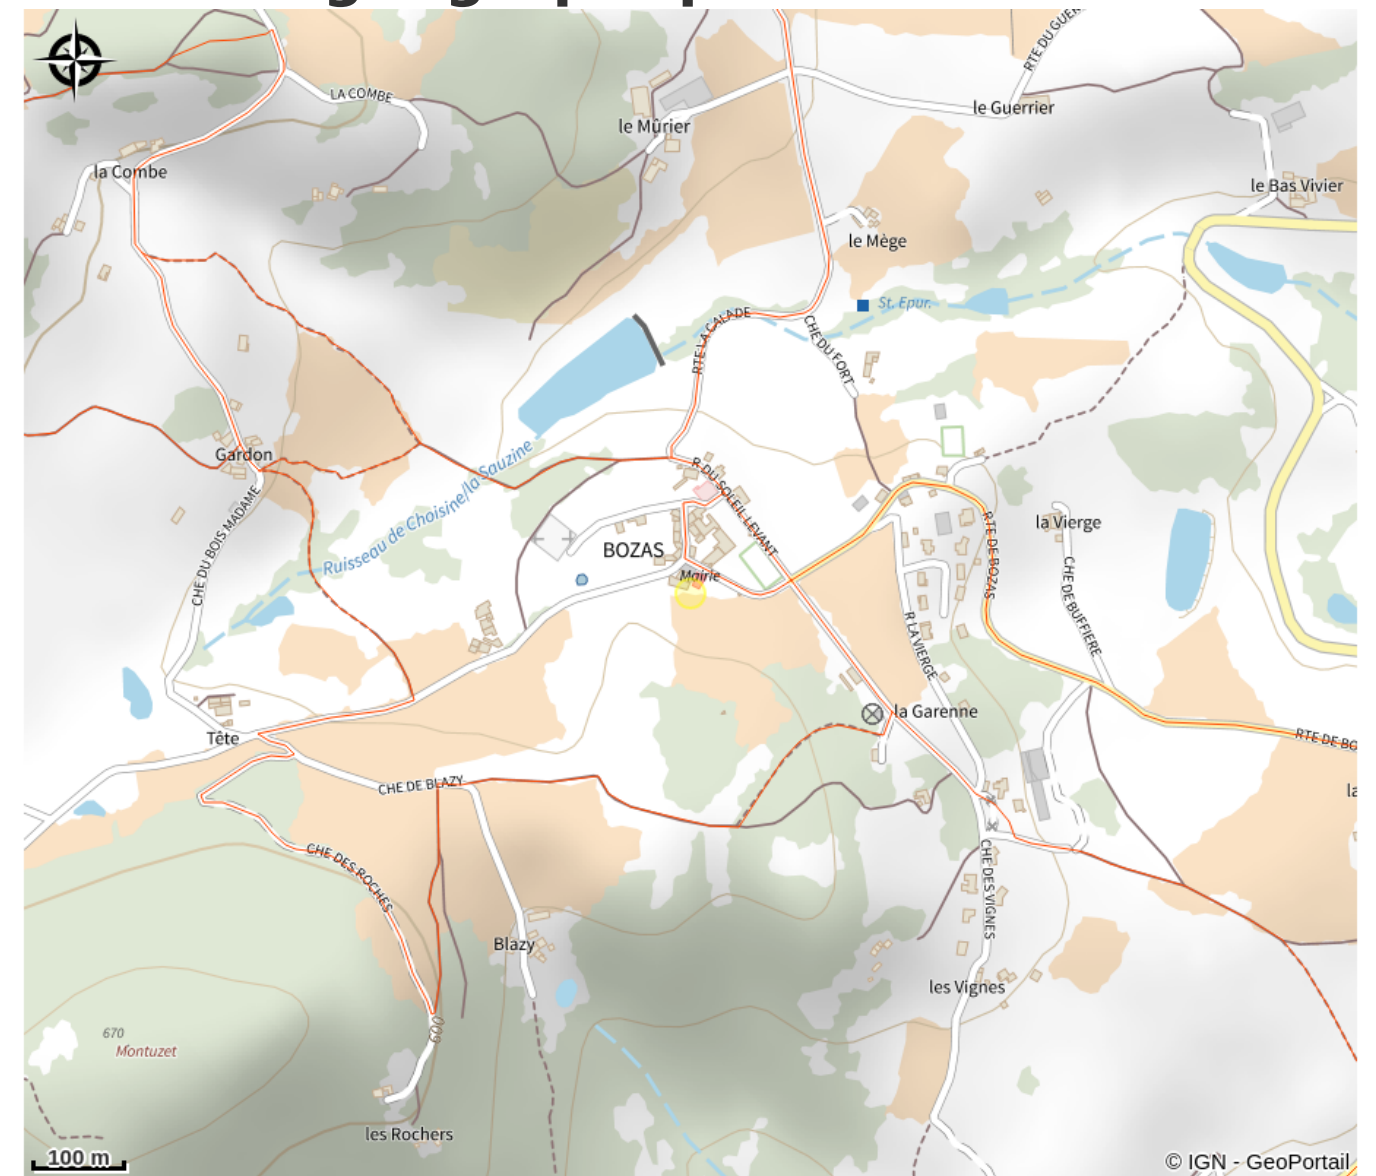 RTE DU GUER
LA COMBE
le Guerrier
le Mûrier
la Combe
le Bas Vivier
le Mège
St. Epur.
RTE LA CALADE
CHE DU FORT
Gardon
R DU SOLEIL LEVANT
Ruisseau de Choisine/la Sauzine
CHE DU BOIS MADAME
la Vierge
RTE DE BOZAS
BOZAS
Mairie
CHE DE BUFFIERE
R LA VIERGE
la Garenne
Tête
RTE DE BO
CHE DE BLAZY
la
CHE DES ROCHES
CHE DES VIGNES
Blazy
les Vignes
600
670
Montuzet
les Rochers
100 m
© IGN - GeoPortail